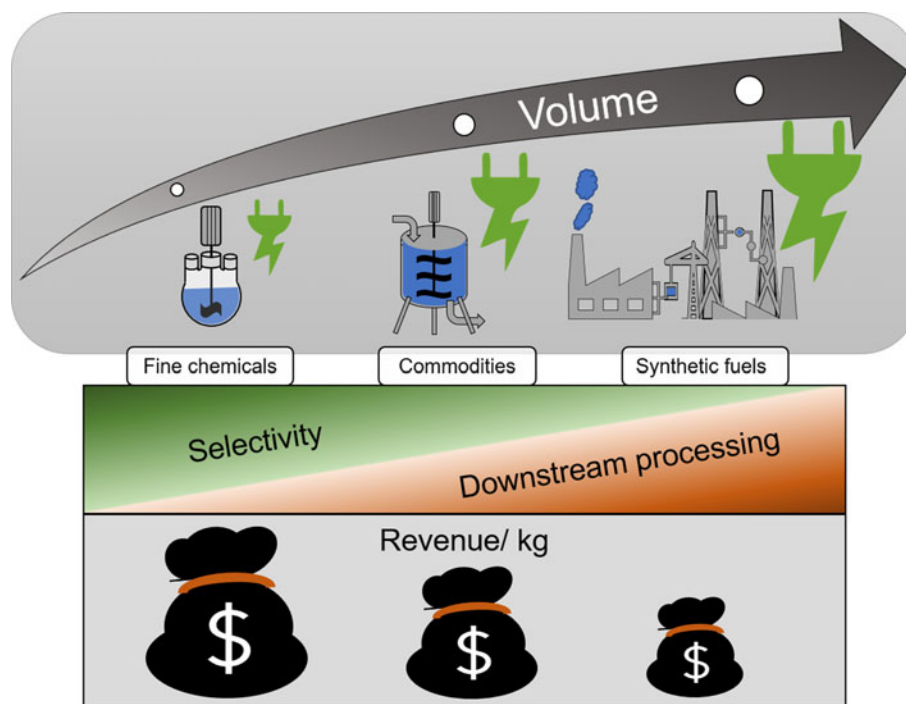 Volume
Fine chemicals
Commodities
Synthetic fuels
Selectivity
Downstream processing
Revenue/ kg
$
$
$